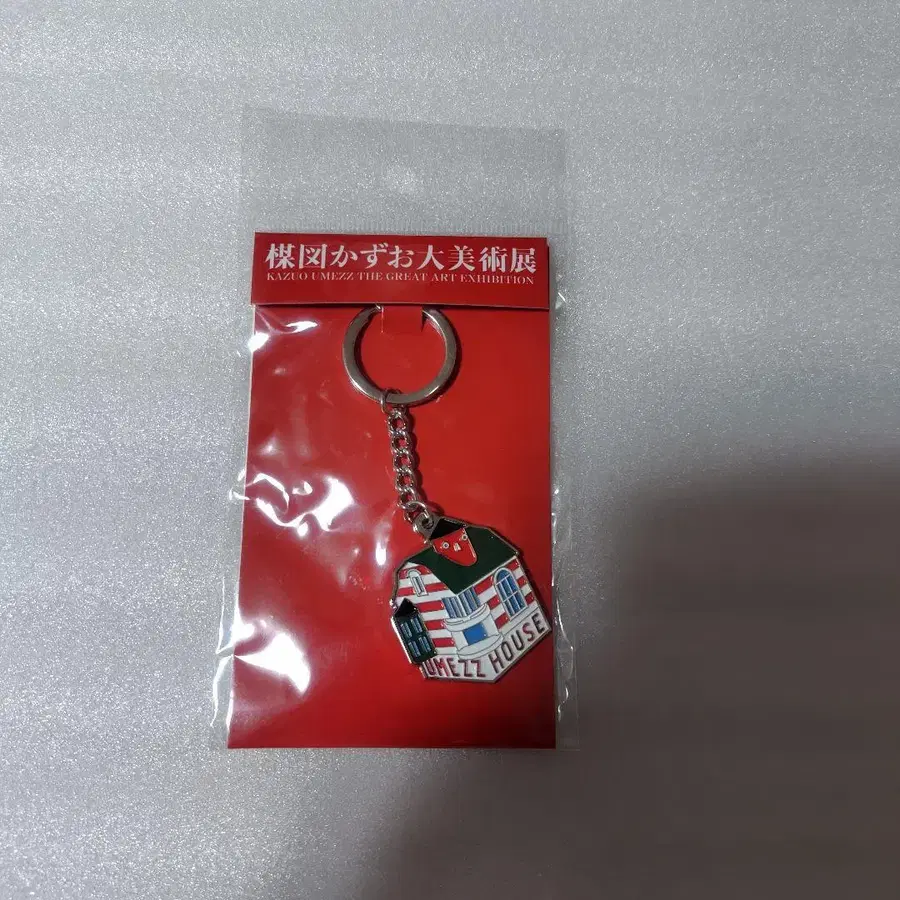 楳図かずお大美術展
KAZUO UMEZZ THE GREAT ART EXHIBITION
UMEZZ HOUSE